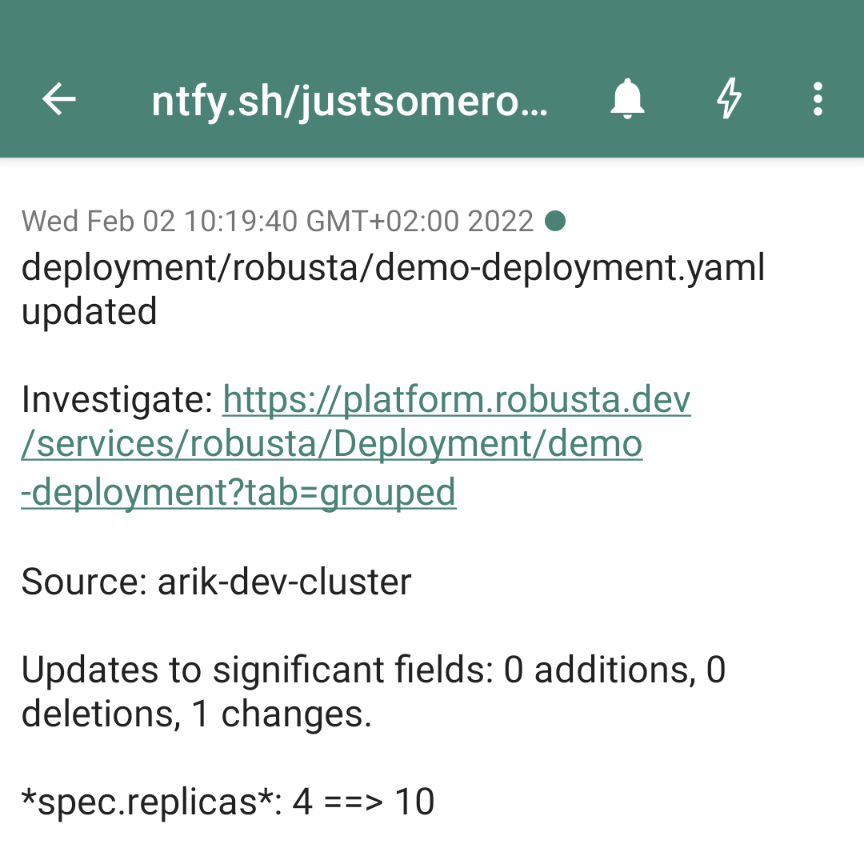 ntfy.sh/justsomero...
Wed Feb 02 10:19:40 GMT+02:00 2022
deployment/robusta/demo-deployment.yaml
updated
Investigate: https://platform.robusta.dev
/services/robusta/Deployment/demo
-deployment?tab=grouped
Source: arik-dev-cluster
Updates to significant fields: 0 additions, 0
deletions, 1 changes.
*spec.replicas*: 4 ==> 10